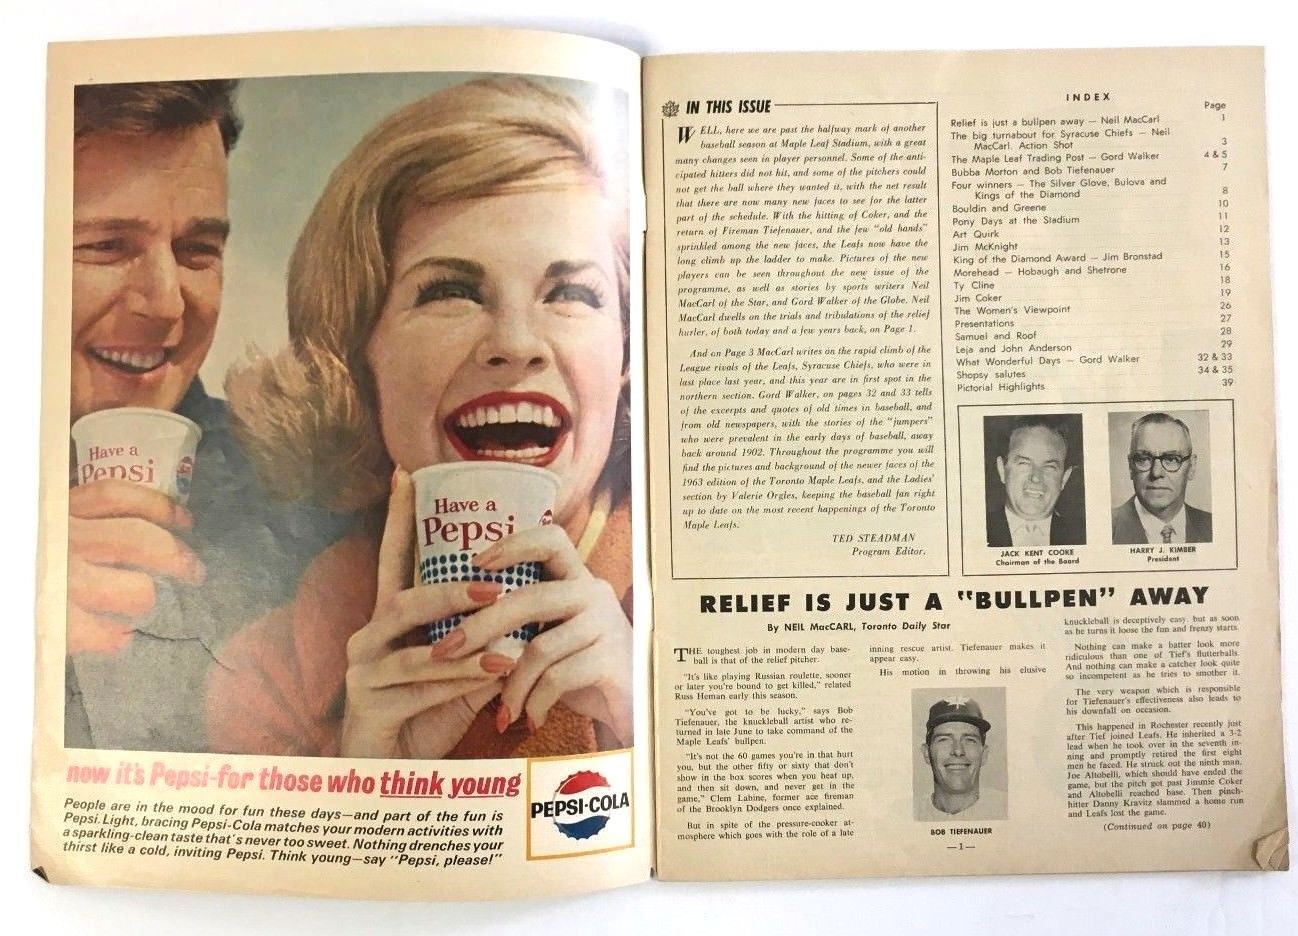 Have a
Pepsi
Have a
Pepsi
now it's Pepsi-for those who think young
People are in the mood for fun these days—and part of the fun is
Pepsi. Light, bracing Pepsi-Cola matches your modern activities with
a sparkling-clean taste that's never too sweet. Nothing drenches your
thirst like a cold, inviting Pepsi. Think young—say "Pepsi, please!"
PEPSI-COLA
IN THIS ISSUE
WELL, here we are past the halfway mark of another
baseball season at Maple Leaf Stadium, with a great
many changes seen in player personnel. Some of the anti-
cipated hitters did not hit, and some of the pitchers could
not get the ball where they wanted it, with the net result
that there are now many new faces to see for the latter
part of the schedule. With the hitting of Coker, and the
return of Fireman Tiefenauer, and the few "old hands"
sprinkled among the new faces, the Leafs now have the
long climb up the ladder to make. Pictures of the new
players can be seen throughout the new issue of the
programme, as well as stories by sports writers Neil
MacCarl of the Star, and Gord Walker of the Globe. Neil
MacCarl dwells on the trials and tribulations of the relief
hurler, of both today and a few years back, on Page 1.
And on Page 3 MacCarl writes on the rapid climb of the
League rivals of the Leafs, Syracuse Chiefs, who were in
last place last year, and this year are in first spot in the
northern section. Gord Walker, on pages 32 and 33 tells
of the excerpts and quotes of old times in baseball, and
from old newspapers, with the stories of the "jumpers"
who were prevalent in the early days of baseball, away
back around 1902. Throughout the programme you will
find the pictures and background of the newer faces of the
1963 edition of the Toronto Maple Leafs, and the Ladies'
section by Valerie Orgles, keeping the baseball fan right
up to date on the most recent happenings of the Toronto
Maple Leafs.
TED STEADMAN
Program Editor.
INDEX
Page
Relief is just a bullpen away — Neil MacCarl 1
The big turnabout for Syracuse Chiefs — Neil
MacCarl. Action Shot 3
The Maple Leaf Trading Post — Gord Walker 4 & 5
Bubba Morton and Bob Tiefenauer 7
Four winners — The Silver Glove, Bulova and
Kings of the Diamond 8
Bouldin and Greene 10
Pony Days at the Stadium 11
Art Quirk 12
Jim McKnight 13
King of the Diamond Award — Jim Bronstad 15
Morehead — Hobaugh and Shetrone 16
Ty Cline 18
Jim Coker 19
The Women's Viewpoint 26
Presentations 27
Samuel and Roof 28
Leja and John Anderson 29
What Wonderful Days — Gord Walker 32 & 33
Shopsy salutes 34 & 35
Pictorial Highlights 39
JACK KENT COOKE
Chairman of the Board
HARRY J. KIMBER
President
RELIEF IS JUST A "BULLPEN" AWAY
By NEIL MacCARL, Toronto Daily Star
THE toughest job in modern day base-
ball is that of the relief pitcher.
"It's like playing Russian roulette, sooner
or later you're bound to get killed," related
Russ Heman early this season.
"You've got to be lucky," says Bob
Tiefenauer, the knuckleball artist who re-
turned in late June to take command of the
Maple Leafs' bullpen.
"It's not the 60 games you're in that hurt
you, but the other fifty or sixty that don't
show in the box scores when you heat up,
and then sit down, and never get in the
game," Clem Labine, former ace fireman
of the Brooklyn Dodgers once explained.
But in spite of the pressure-cooker at-
mosphere which goes with the role of a late
inning rescue artist. Tiefenauer makes it
appear easy.
His motion in throwing his elusive
BOB TIEFENAUER
knuckleball is deceptively easy. but as soon
as he turns it loose the fun and frenzy starts.
Nothing can make a batter look more
ridiculous than one of Tief's flutterballs.
And nothing can make a catcher look quite
so incompetent as he tries to smother it.
The very weapon which is responsible
for Tiefenauer's effectiveness also leads to
his downfall on occasion.
This happened in Rochester recently just
after Tief joined Leafs. He inherited a 3-2
lead when he took over in the seventh in-
ning and promptly retired the first eight
men he faced. He struck out the ninth man,
Joe Altobelli, which should have ended the
game, but the pitch got past Jimmie Coker
and Altobelli reached base. Then pinch-
hitter Danny Kravitz slammed a home run
and Leafs lost the game.
(Continued on page 40)
—1—